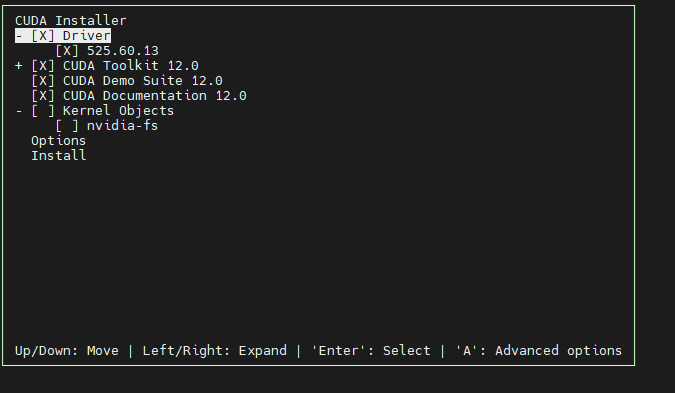 CUDA Installer
- [X] Driver
[X] 525.60.13
+ [X] CUDA Toolkit 12.0
[X] CUDA Demo Suite 12.0
[X] CUDA Documentation 12.0
- [ ] Kernel Objects
[ ] nvidia-fs
Options
Install
Up/Down: Move | Left/Right: Expand | 'Enter': Select | 'A': Advanced options